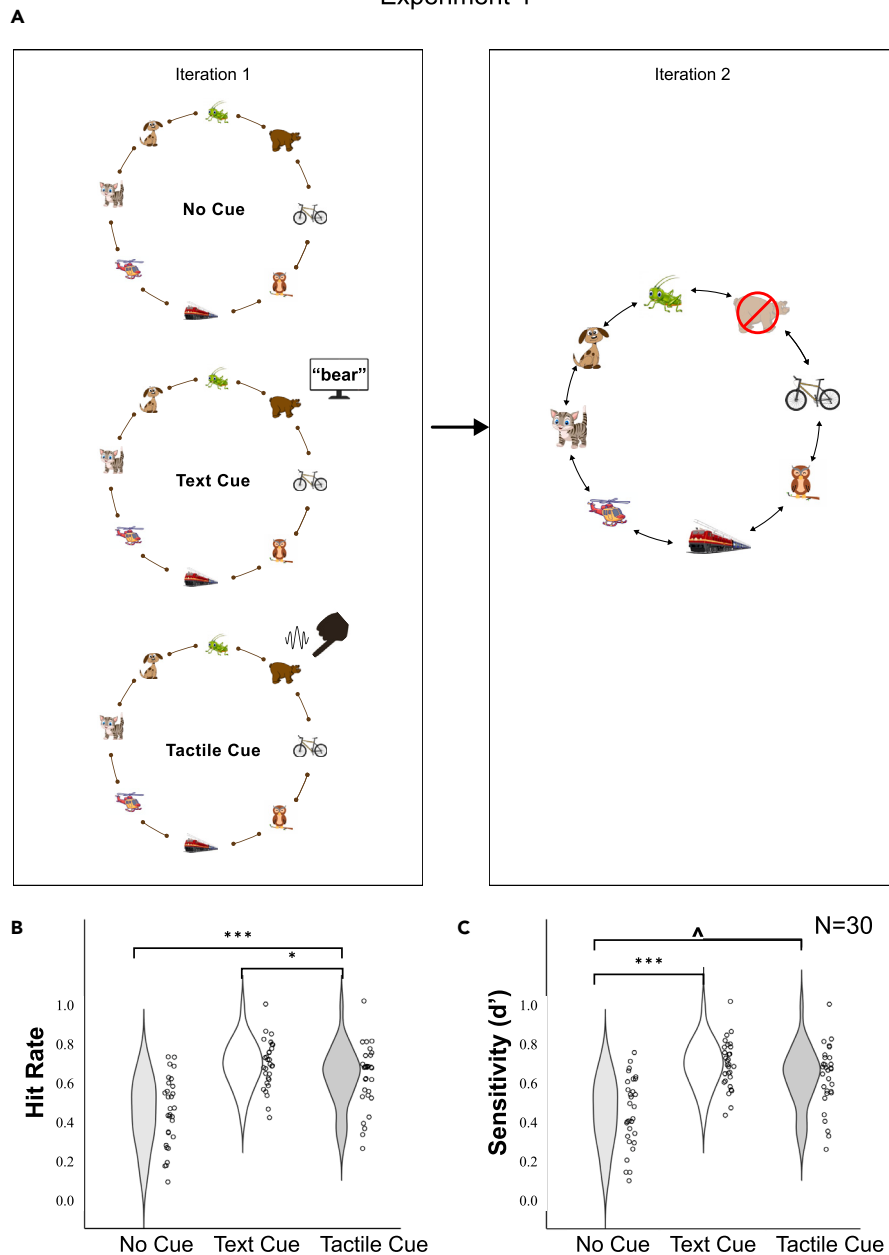 A
Iteration 1
Iteration 2
No Cue
“bear”
Text Cue
Tactile Cue
B
C
N=30
***
*
^
***
Hit Rate
1.0
0.8
0.6
0.4
0.2
0.0
No Cue Text Cue Tactile Cue
Sensitivity (d’)
1.0
0.8
0.6
0.4
0.2
0.0
No Cue Text Cue Tactile Cue